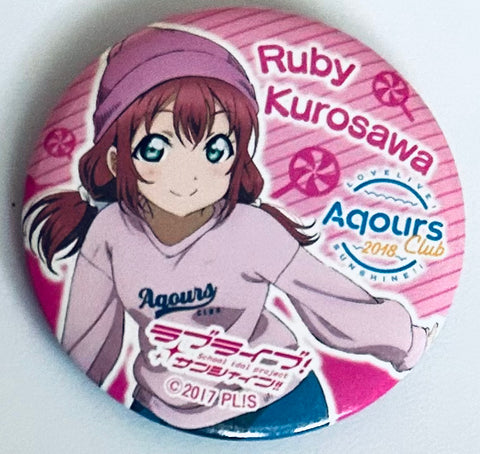 Ruby
Kurosawa
LOVELIVE!
Aqours
2018 Club
SUNSHINE!!
Aqours
CLUB
ラブライブ!
School idol project
サンシャイン!!
©2017 PL!S